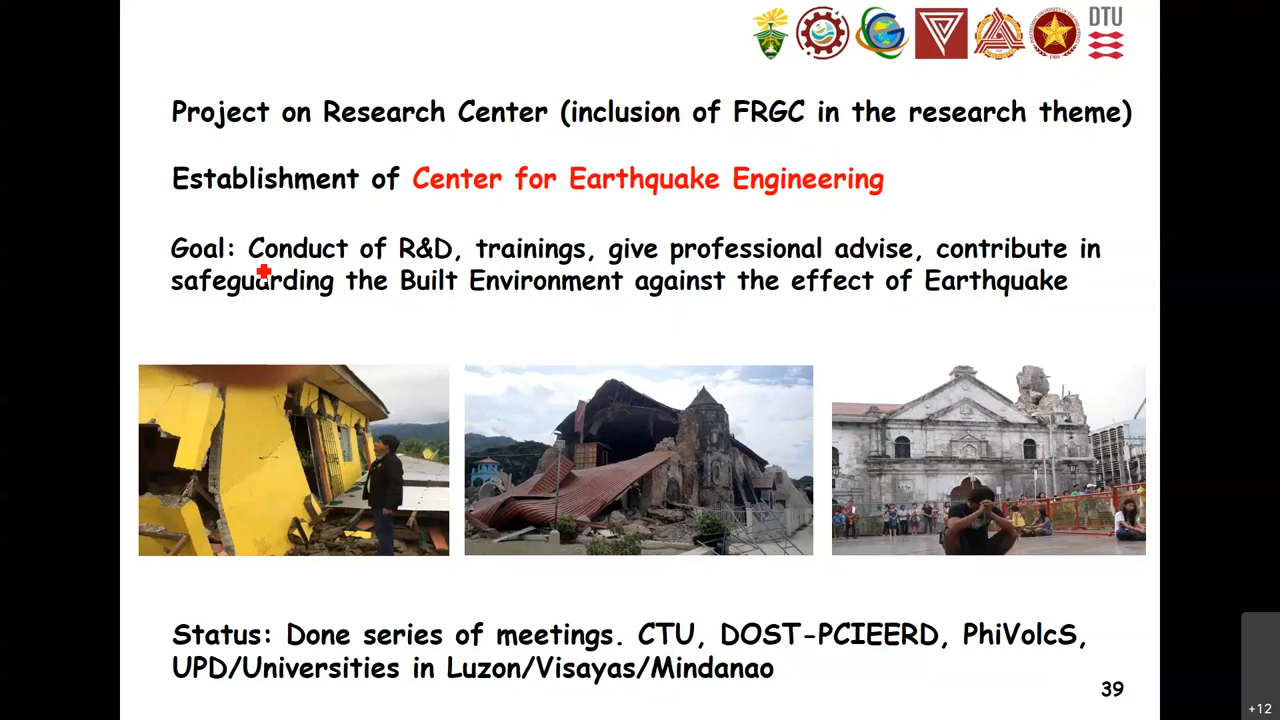 DTU
Project on Research Center (inclusion of FRGC in the research theme)
Establishment of Center for Earthquake Engineering
Goal: Conduct of R&D, trainings, give professional advise, contribute in
safeguarding the Built Environment against the effect of Earthquake
Status: Done series of meetings. CTU, DOST-PCIEERD, PhiVolcS,
UPD/Universities in Luzon/Visayas/Mindanao
39
+12